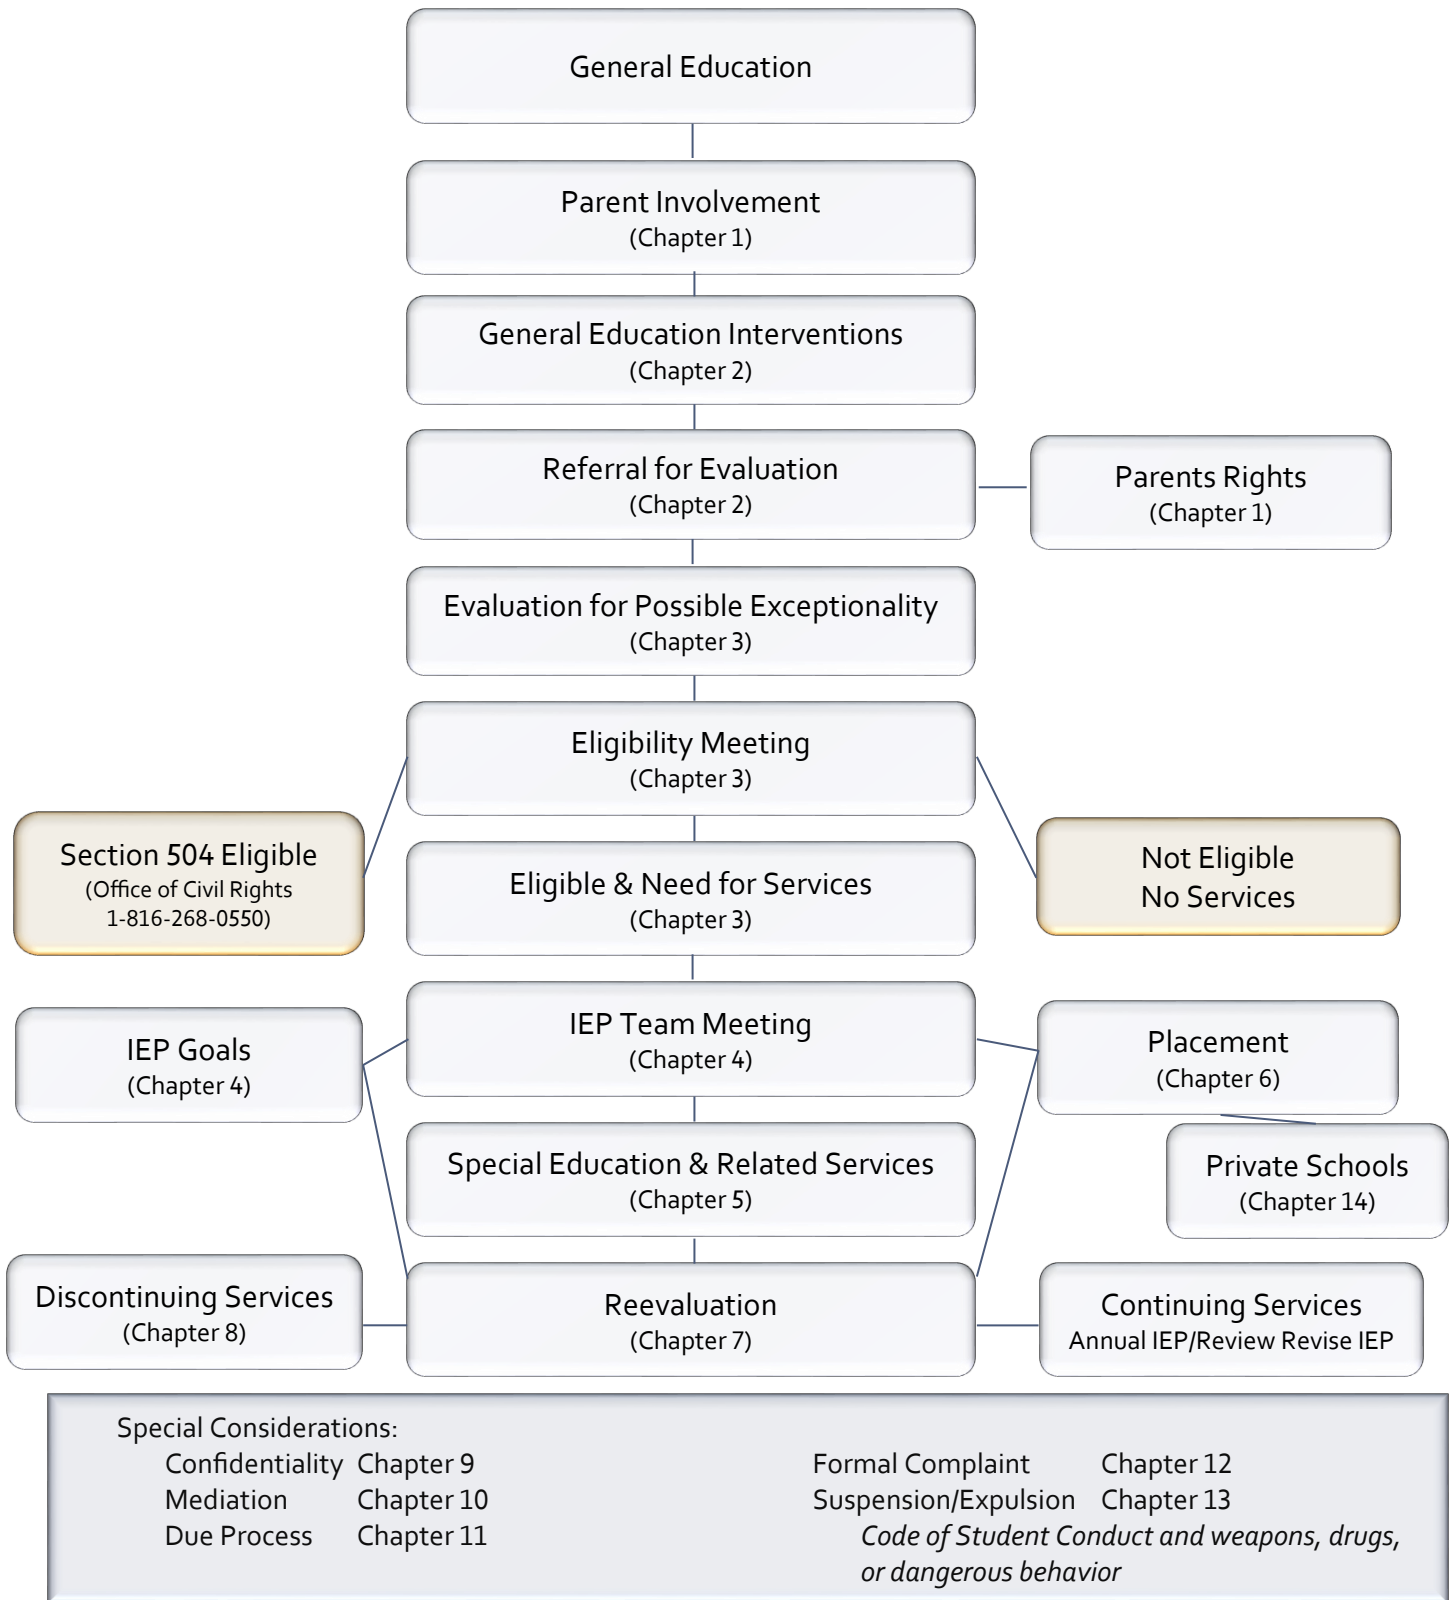 General Education
Parent Involvement
(Chapter 1)
General Education Interventions
(Chapter 2)
Referral for Evaluation
(Chapter 2)
Parents Rights
(Chapter 1)
Evaluation for Possible Exceptionality
(Chapter 3)
Eligibility Meeting
(Chapter 3)
Section 504 Eligible
(Office of Civil Rights
1-816-268-0550)
Eligible & Need for Services
(Chapter 3)
Not Eligible
No Services
IEP Goals
(Chapter 4)
IEP Team Meeting
(Chapter 4)
Placement
(Chapter 6)
Special Education & Related Services
(Chapter 5)
Private Schools
(Chapter 14)
Discontinuing Services
(Chapter 8)
Reevaluation
(Chapter 7)
Continuing Services
Annual IEP/Review Revise IEP
Special Considerations:
Confidentiality Chapter 9
Mediation Chapter 10
Due Process Chapter 11
Formal Complaint Chapter 12
Suspension/Expulsion Chapter 13
Code of Student Conduct and weapons, drugs,
or dangerous behavior